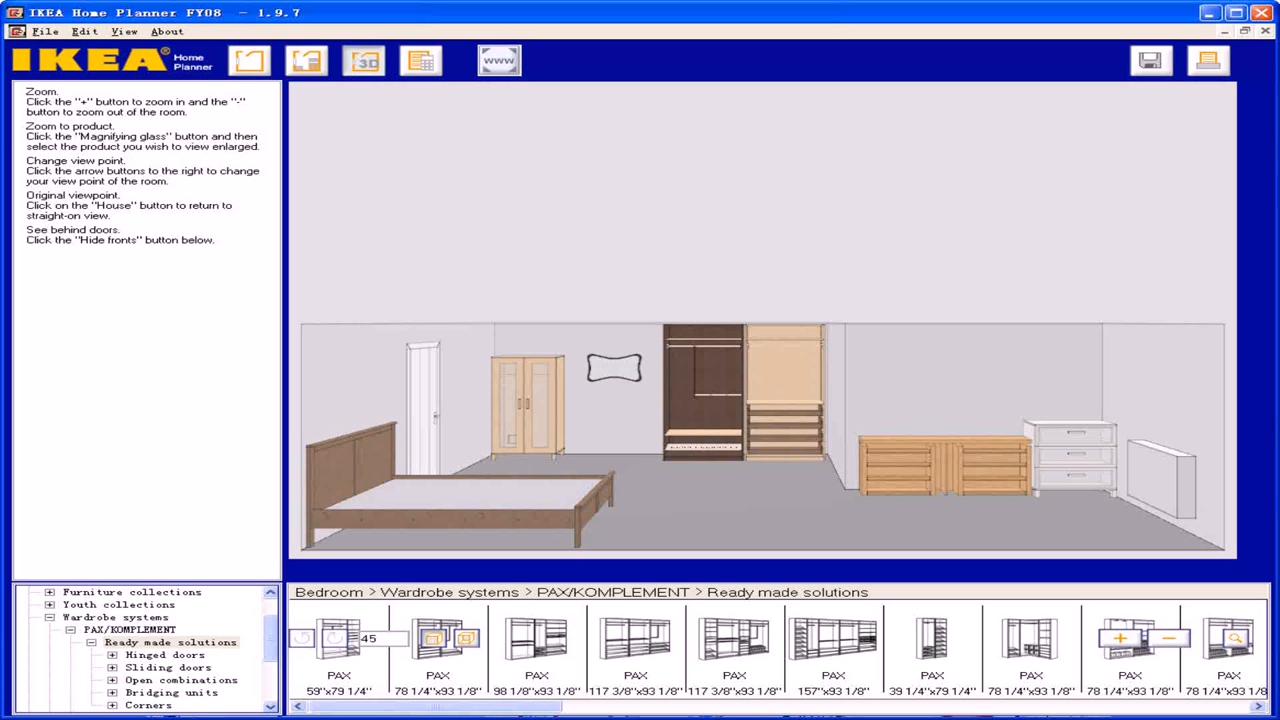 IKEA Home Planner FY08 - 1.9.7
File Edit View About
IKEA® Home Planner
3D
www
Zoom.
Click the "+" button to zoom in and the "-"
button to zoom out of the room.
Zoom to product.
Click the "Magnifying glass" button and then
select the product you wish to view enlarged.
Change view point.
Click the arrow buttons to the right to change
your view point of the room.
Original viewpoint.
Click on the "House" button to return to
straight-on view.
See behind doors.
Click the "Hide fronts" button below.
Furniture collections
Youth collections
Wardrobe systems
PAX/KOMPLEMENT
Ready made solutions
Hinged doors
Sliding doors
Open combinations
Bridging units
Corners
Bedroom > Wardrobe systems > PAX/KOMPLEMENT > Ready made solutions
45
PAX PAX PAX PAX PAX PAX PAX PAX PAX PAX
59"x79 1/4" 78 1/4"x93 1/8" 98 1/8"x93 1/8" 117 3/8"x93 1/8" 117 3/8"x93 1/8" 157"x93 1/8" 39 1/4"x79 1/4" 78 1/4"x93 1/8" 78 1/4"x93 1/8" 78 1/4"x93 1/8